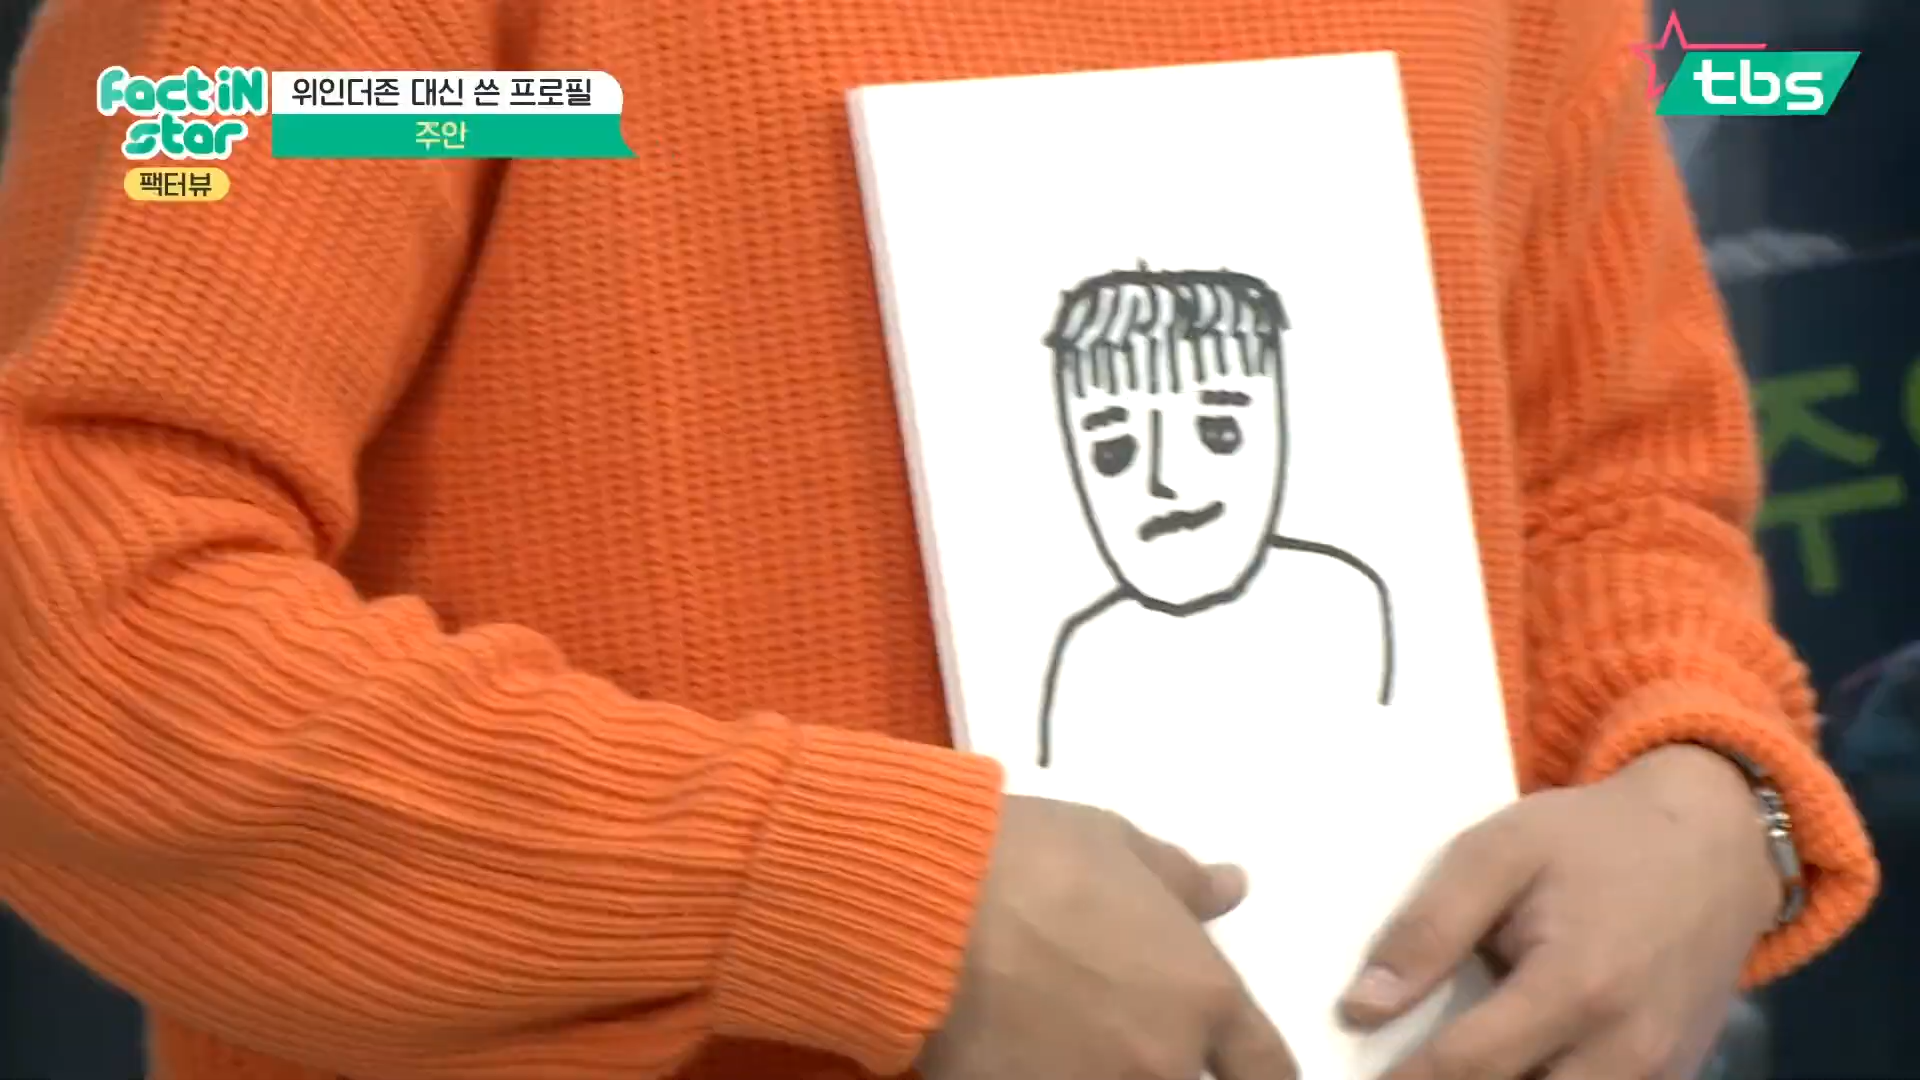 Fact iN
star
위인더존 대신 쓴 프로필
주안
팩터뷰
tbs
주